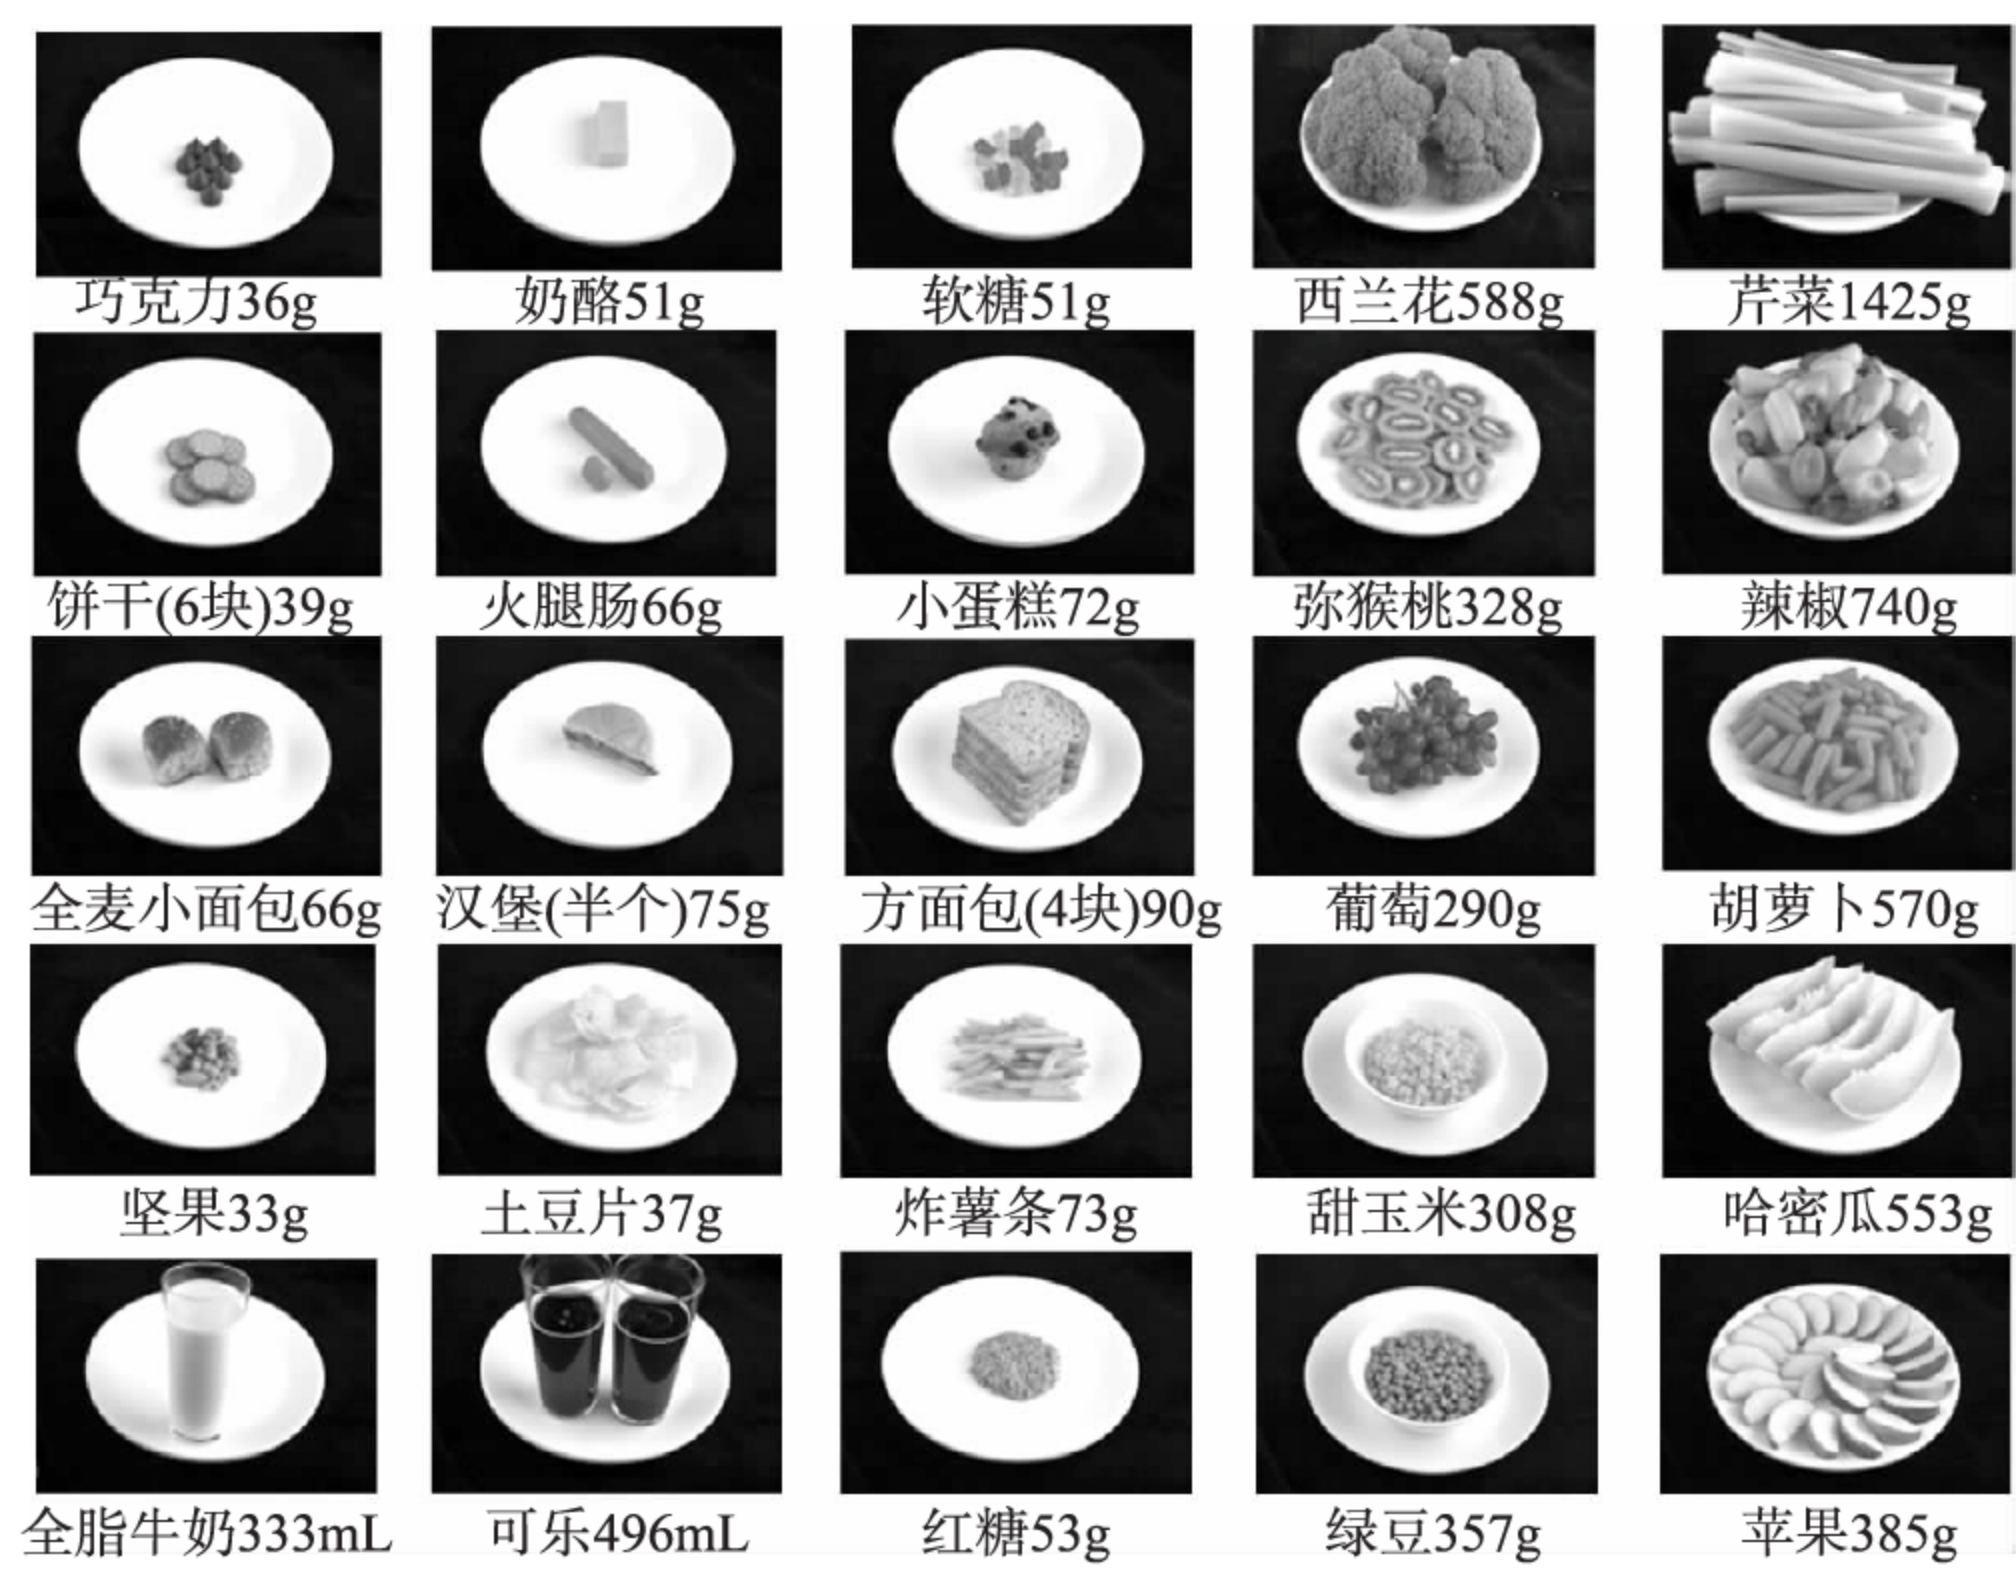 巧克力36g
奶酪51g
软糖51g
西兰花588g
芹菜1425g
饼干(6块)39g
火腿肠66g
小蛋糕72g
弥猴桃328g
辣椒740g
全麦小面包66g
汉堡(半个)75g
方面包(4块)90g
葡萄290g
胡萝卜570g
坚果33g
土豆片37g
炸薯条73g
甜玉米308g
哈密瓜553g
全脂牛奶333mL
可乐496mL
红糖53g
绿豆357g
苹果385g